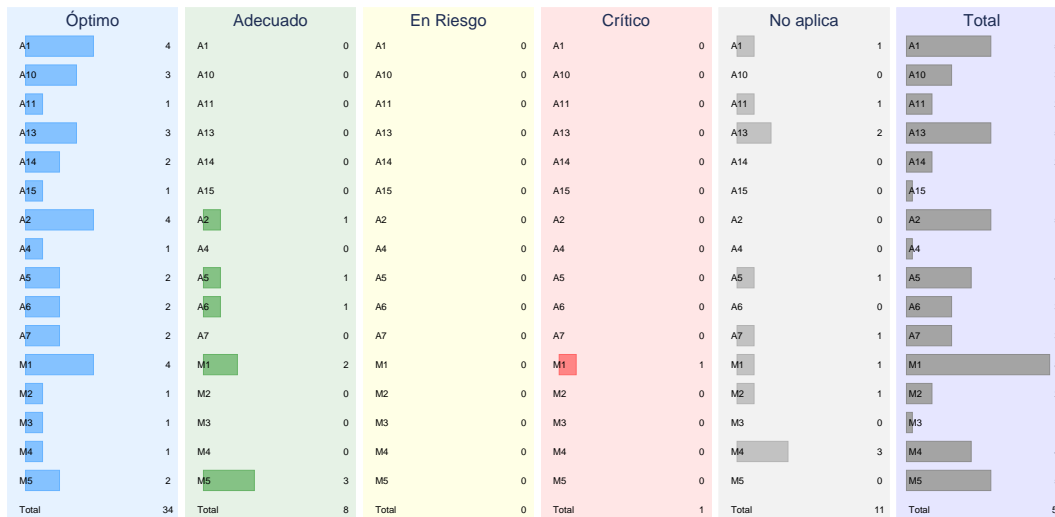 Óptimo Adecuado En Riesgo Crítico No aplica Total
A1 4 A1 0 A1 0 A1 0 A1 1 A1
A10 3 A10 0 A10 0 A10 0 A10 0 A10
A11 1 A11 0 A11 0 A11 0 A11 1 A11
A13 3 A13 0 A13 0 A13 0 A13 2 A13
A14 2 A14 0 A14 0 A14 0 A14 0 A14
A15 1 A15 0 A15 0 A15 0 A15 0 A15
A2 4 A2 1 A2 0 A2 0 A2 0 A2
A4 1 A4 0 A4 0 A4 0 A4 0 A4
A5 2 A5 1 A5 0 A5 0 A5 1 A5
A6 2 A6 1 A6 0 A6 0 A6 0 A6
A7 2 A7 0 A7 0 A7 0 A7 1 A7
M1 4 M1 2 M1 0 M1 1 M1 1 M1
M2 1 M2 0 M2 0 M2 0 M2 1 M2
M3 1 M3 0 M3 0 M3 0 M3 0 M3
M4 1 M4 0 M4 0 M4 0 M4 3 M4
M5 2 M5 3 M5 0 M5 0 M5 0 M5
Total 34 Total 8 Total 0 Total 1 Total 11 Total